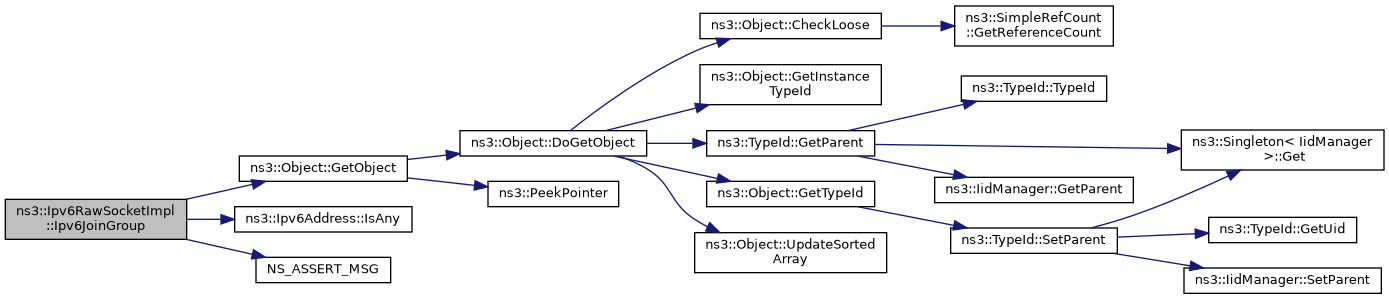 ns3::Ipv6RawSocketImpl
::Ipv6JoinGroup
ns3::Object::GetObject
ns3::Ipv6Address::IsAny
NS_ASSERT_MSG
ns3::Object::DoGetObject
ns3::PeekPointer
ns3::Object::CheckLoose
ns3::Object::GetInstance
TypeId
ns3::TypeId::GetParent
ns3::Object::GetTypeId
ns3::Object::UpdateSorted
Array
ns3::SimpleRefCount
::GetReferenceCount
ns3::TypeId::TypeId
ns3::IidManager::GetParent
ns3::TypeId::SetParent
ns3::Singleton< IidManager
>::Get
ns3::TypeId::GetUid
ns3::IidManager::SetParent